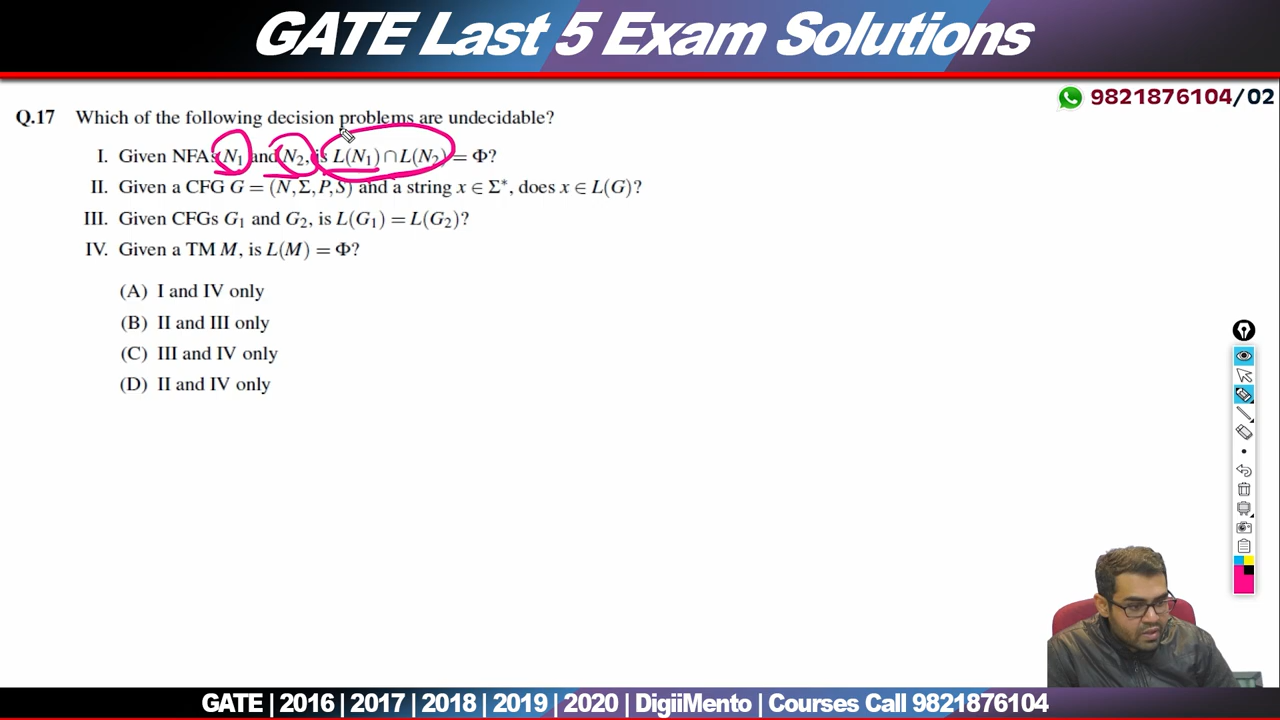 GATE Last 5 Exam Solutions
9821876104/02
Q.17 Which of the following decision problems are undecidable?
I. Given NFAs N₁ and N₂, is L(N₁)∩L(N₂) = Φ?
II. Given a CFG G = (N,Σ,P,S) and a string x ∈ Σ*, does x ∈ L(G)?
III. Given CFGs G₁ and G₂, is L(G₁) = L(G₂)?
IV. Given a TM M, is L(M) = Φ?
(A) I and IV only
(B) II and III only
(C) III and IV only
(D) II and IV only
GATE | 2016 | 2017 | 2018 | 2019 | 2020 | DigiiMento | Courses Call 9821876104